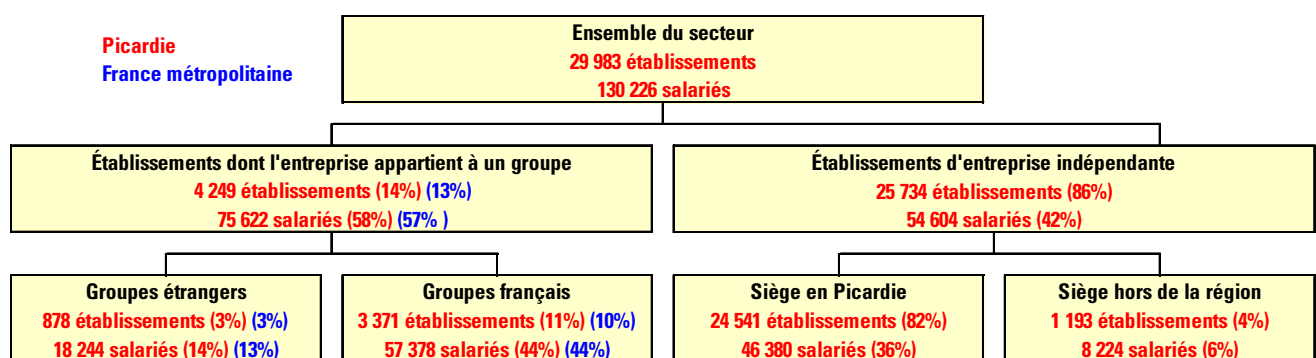 Picardie
France métropolitaine
Ensemble du secteur
29 983 établissements
130 226 salariés
Établissements dont l'entreprise appartient à un groupe
4 249 établissements (14%) (13%)
75 622 salariés (58%) (57% )
Établissements d'entreprise indépendante
25 734 établissements (86%)
54 604 salariés (42%)
Groupes étrangers
878 établissements (3%) (3%)
18 244 salariés (14%) (13%)
Groupes français
3 371 établissements (11%) (10%)
57 378 salariés (44%) (44%)
Siège en Picardie
24 541 établissements (82%)
46 380 salariés (36%)
Siège hors de la région
1 193 établissements (4%)
8 224 salariés (6%)